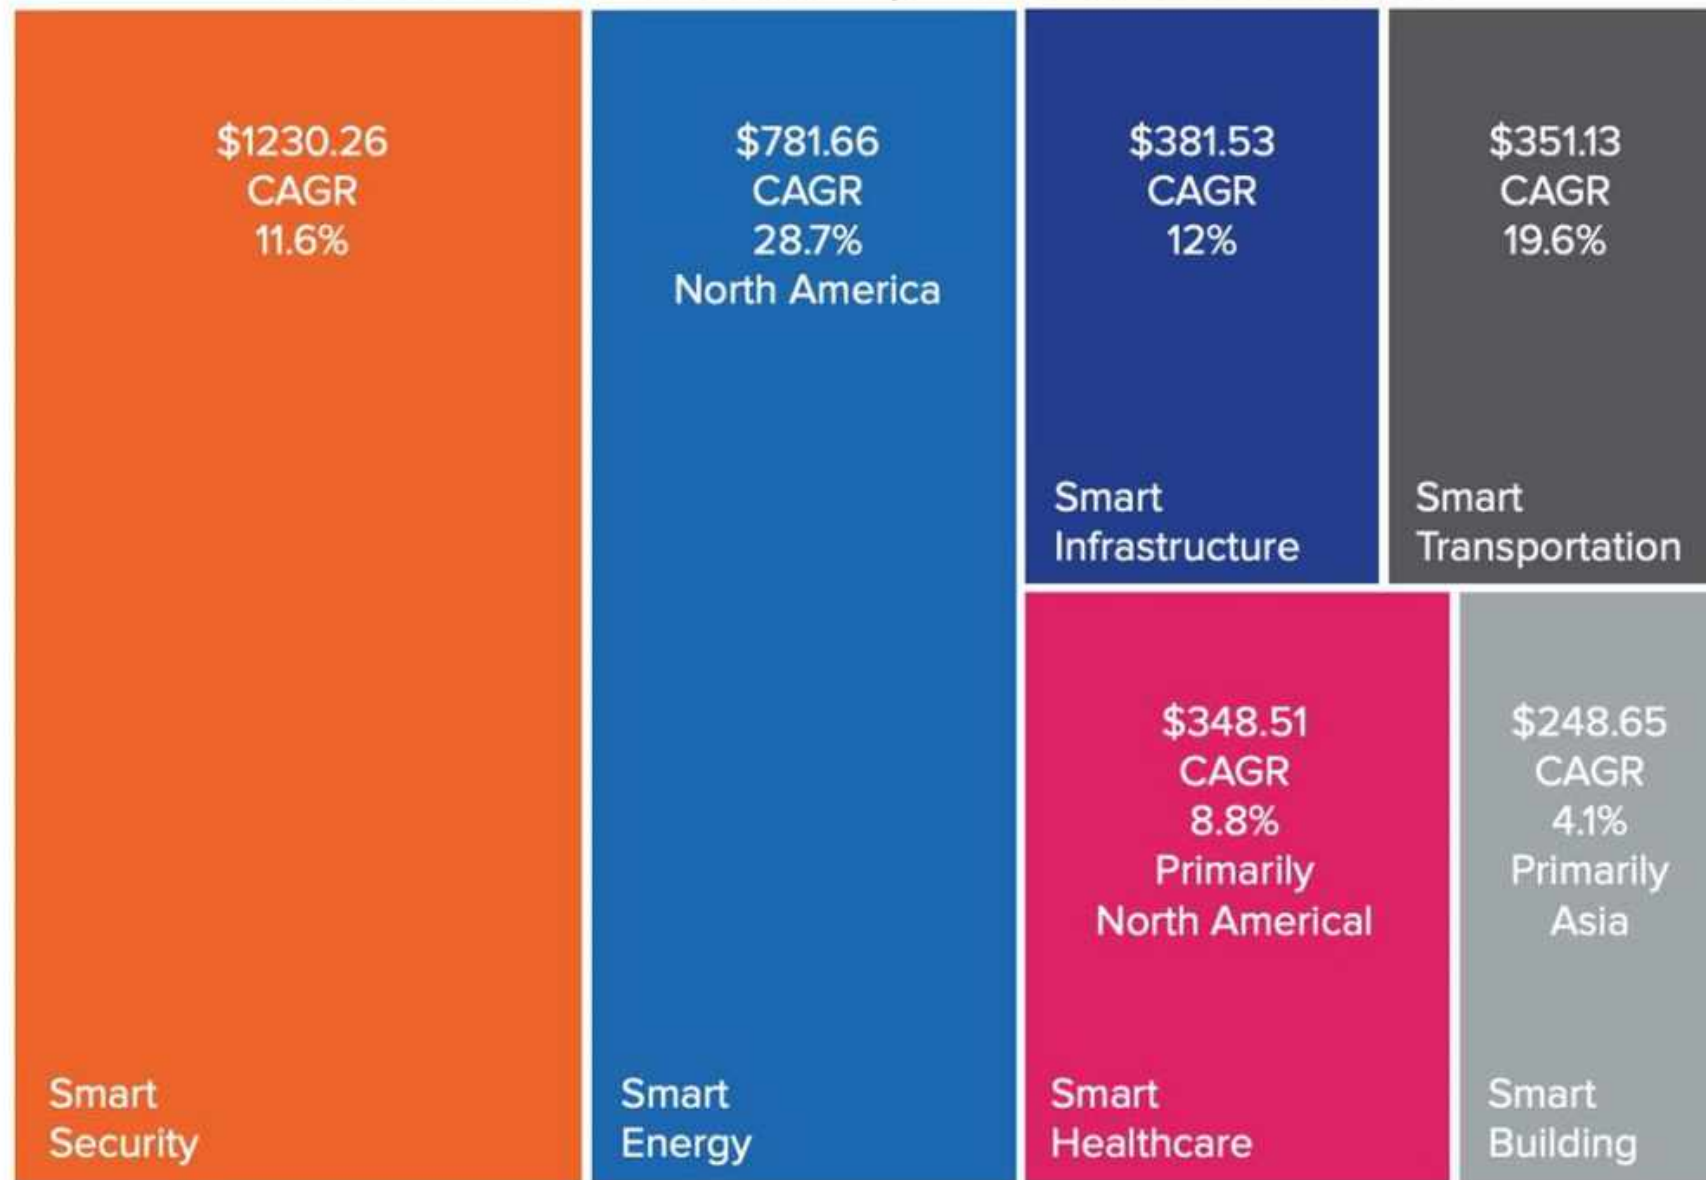 $1230.26
CAGR
11.6%
Smart
Security
$781.66
CAGR
28.7%
North America
Smart
Energy
$381.53
CAGR
12%
Smart
Infrastructure
$351.13
CAGR
19.6%
Smart
Transportation
$348.51
CAGR
8.8%
Primarily
North Americal
Smart
Healthcare
$248.65
CAGR
4.1%
Primarily
Asia
Smart
Building